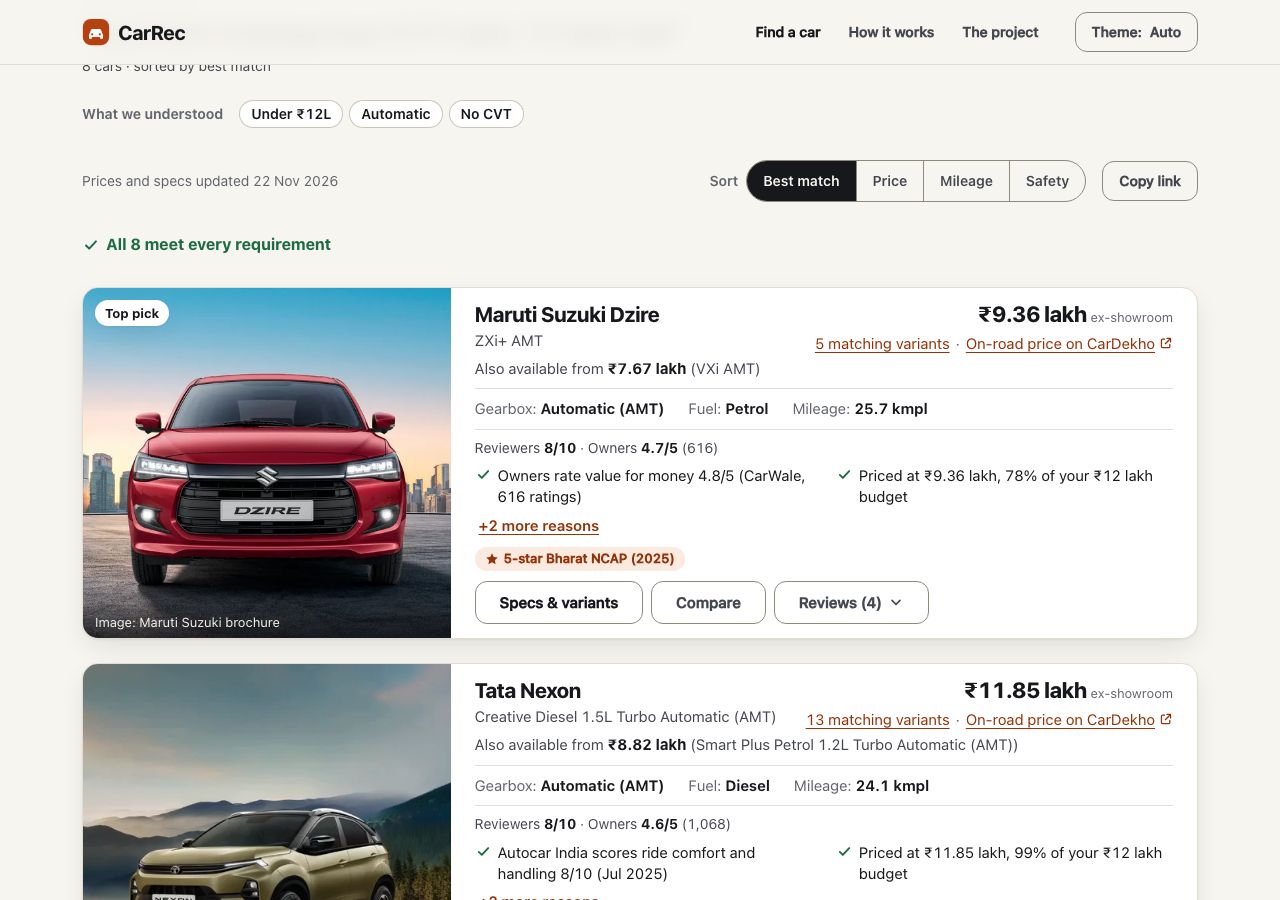 CarRec
Find a car
How it works
The project
Theme: Auto
8 cars · sorted by best match
What we understood
Under ₹12L
Automatic
No CVT
Prices and specs updated 22 Nov 2026
Sort
Best match
Price
Mileage
Safety
Copy link
All 8 meet every requirement
Top pick
DZIRE
Image: Maruti Suzuki brochure
Maruti Suzuki Dzire
₹9.36 lakh ex-showroom
ZXi+ AMT
5 matching variants · On-road price on CarDekho
Also available from ₹7.67 lakh (VXi AMT)
Gearbox: Automatic (AMT) Fuel: Petrol Mileage: 25.7 kmpl
Reviewers 8/10 · Owners 4.7/5 (616)
Owners rate value for money 4.8/5 (CarWale,
616 ratings)
Priced at ₹9.36 lakh, 78% of your ₹12 lakh
budget
+2 more reasons
5-star Bharat NCAP (2025)
Specs & variants
Compare
Reviews (4)
Tata Nexon
₹11.85 lakh ex-showroom
Creative Diesel 1.5L Turbo Automatic (AMT)
13 matching variants · On-road price on CarDekho
Also available from ₹8.82 lakh (Smart Plus Petrol 1.2L Turbo Automatic (AMT))
Gearbox: Automatic (AMT) Fuel: Diesel Mileage: 24.1 kmpl
Reviewers 8/10 · Owners 4.6/5 (1,068)
Autocar India scores ride comfort and
handling 8/10 (Jul 2025)
Priced at ₹11.85 lakh, 99% of your ₹12 lakh
budget
NEXON